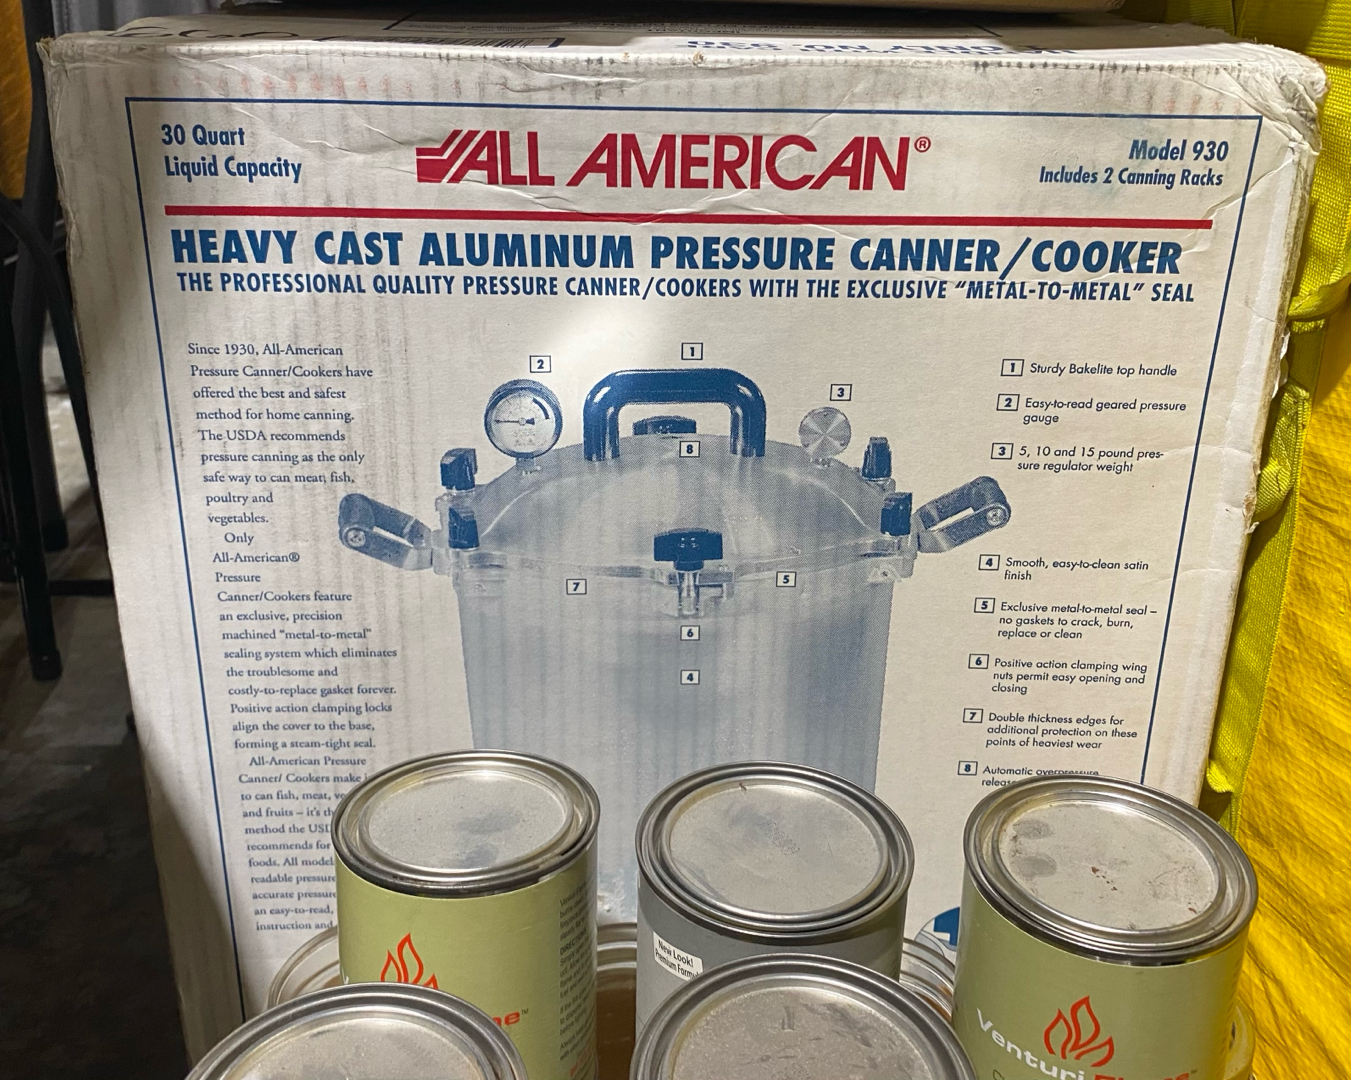 30 Quart
Liquid Capacity
ALL AMERICAN®
Model 930
Includes 2 Canning Racks
HEAVY CAST ALUMINUM PRESSURE CANNER/COOKER
THE PROFESSIONAL QUALITY PRESSURE CANNER/COOKERS WITH THE EXCLUSIVE "METAL-TO-METAL" SEAL
Since 1930, All-American
Pressure Canner/Cookers have
offered the best and safest
method for home canning.
The USDA recommends
pressure canning as the only
safe way to can meat, fish,
poultry and
vegetables.
Only
All-American®
Pressure
Canner/Cookers feature
an exclusive, precision
machined "metal-to-metal"
sealing system which eliminates
the troublesome and
costly-to-replace gasket forever.
Positive action clamping locks
align the cover to the base,
forming a steam-tight seal.
All-American Pressure
Canner/ Cookers make
to can fish, meat,
and fruits – it's
method the
recommends for
foods. All
readable pressure
accurate pressure
an easy-to-read,
instruction and
1
2
3
8
7
5
6
4
1 Sturdy Bakelite top handle
2 Easy-to-read geared pressure
gauge
3 5, 10 and 15 pound pres-
sure regulator weight
4 Smooth, easy-to-clean satin
finish
5 Exclusive metal-to-metal seal –
no gaskets to crack, burn,
replace or clean
6 Positive action clamping wing
nuts permit easy opening and
closing
7 Double thickness edges for
additional protection on these
points of heaviest wear
8 Automatic overpressure
New Look!
Premium
Venturi